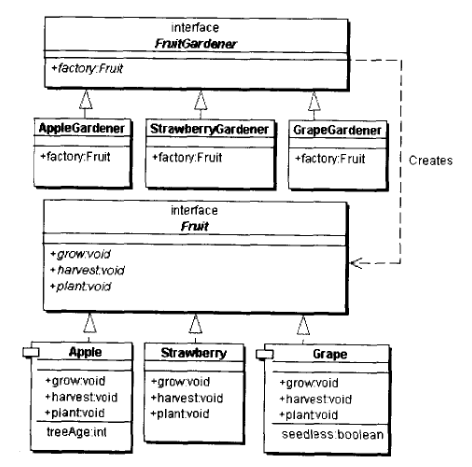 interface
FruitGardener
+factory:Fruit
AppleGardener
+factory:Fruit
StrawberryGardener
+factory:Fruit
GrapeGardener
+factory:Fruit
Creates
interface
Fruit
+grow:void
+harvest:void
+plant:void
Apple
+grow:void
+harvest:void
+plant:void
treeAge:int
Strawberry
+grow:void
+harvest:void
+plant:void
Grape
+grow:void
+harvest:void
+plant:void
seedless:boolean